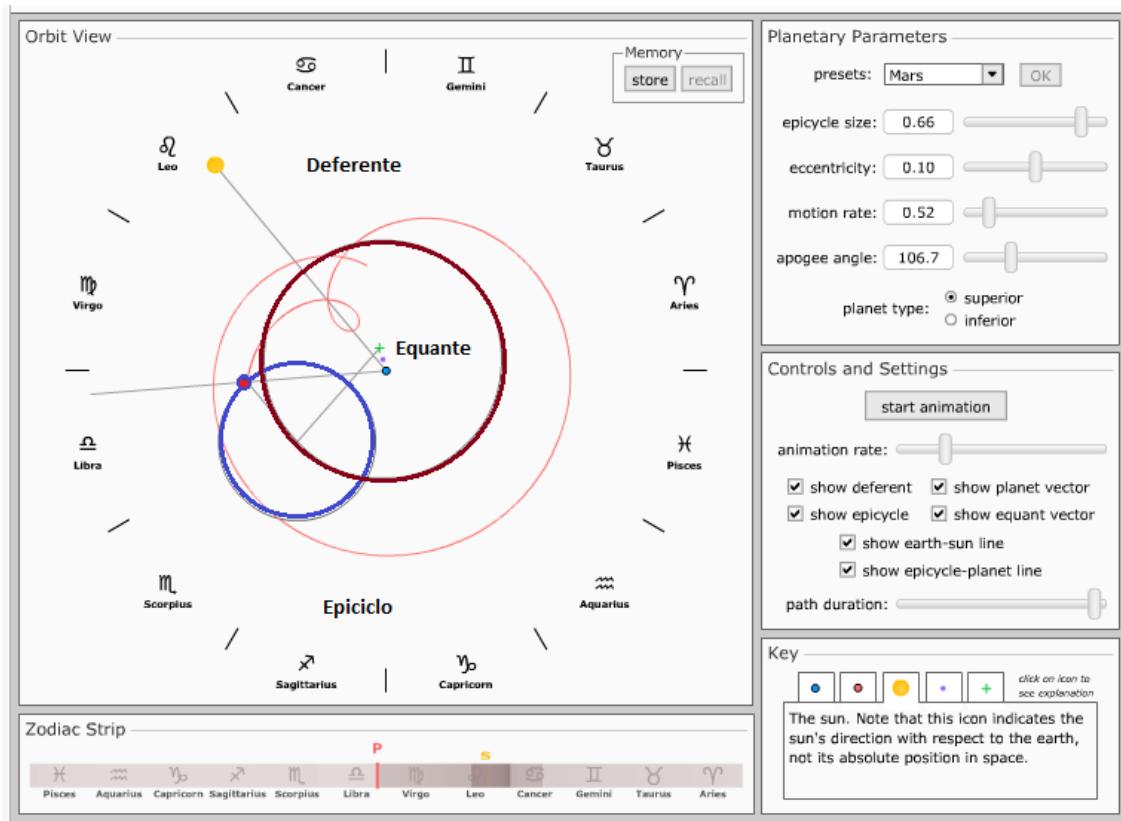 Orbit View
Memory
store recall
Cancer
Gemini
Leo
Deferente
Taurus
Virgo
Aries
Equante
Libra
Pisces
Scorpius
Epiciclo
Aquarius
Sagittarius
Capricorn
Zodiac Strip
P
S
Pisces Aquarius Capricorn Sagittarius Scorpius Libra Virgo Leo Cancer Gemini Taurus Aries
Planetary Parameters
presets: Mars OK
epicycle size: 0.66
eccentricity: 0.10
motion rate: 0.52
apogee angle: 106.7
planet type: superior
inferior
Controls and Settings
start animation
animation rate:
show deferent show planet vector
show epicycle show equant vector
show earth-sun line
show epicycle-planet line
path duration:
Key
click on icon to
see explanation
The sun. Note that this icon indicates the
sun's direction with respect to the earth,
not its absolute position in space.